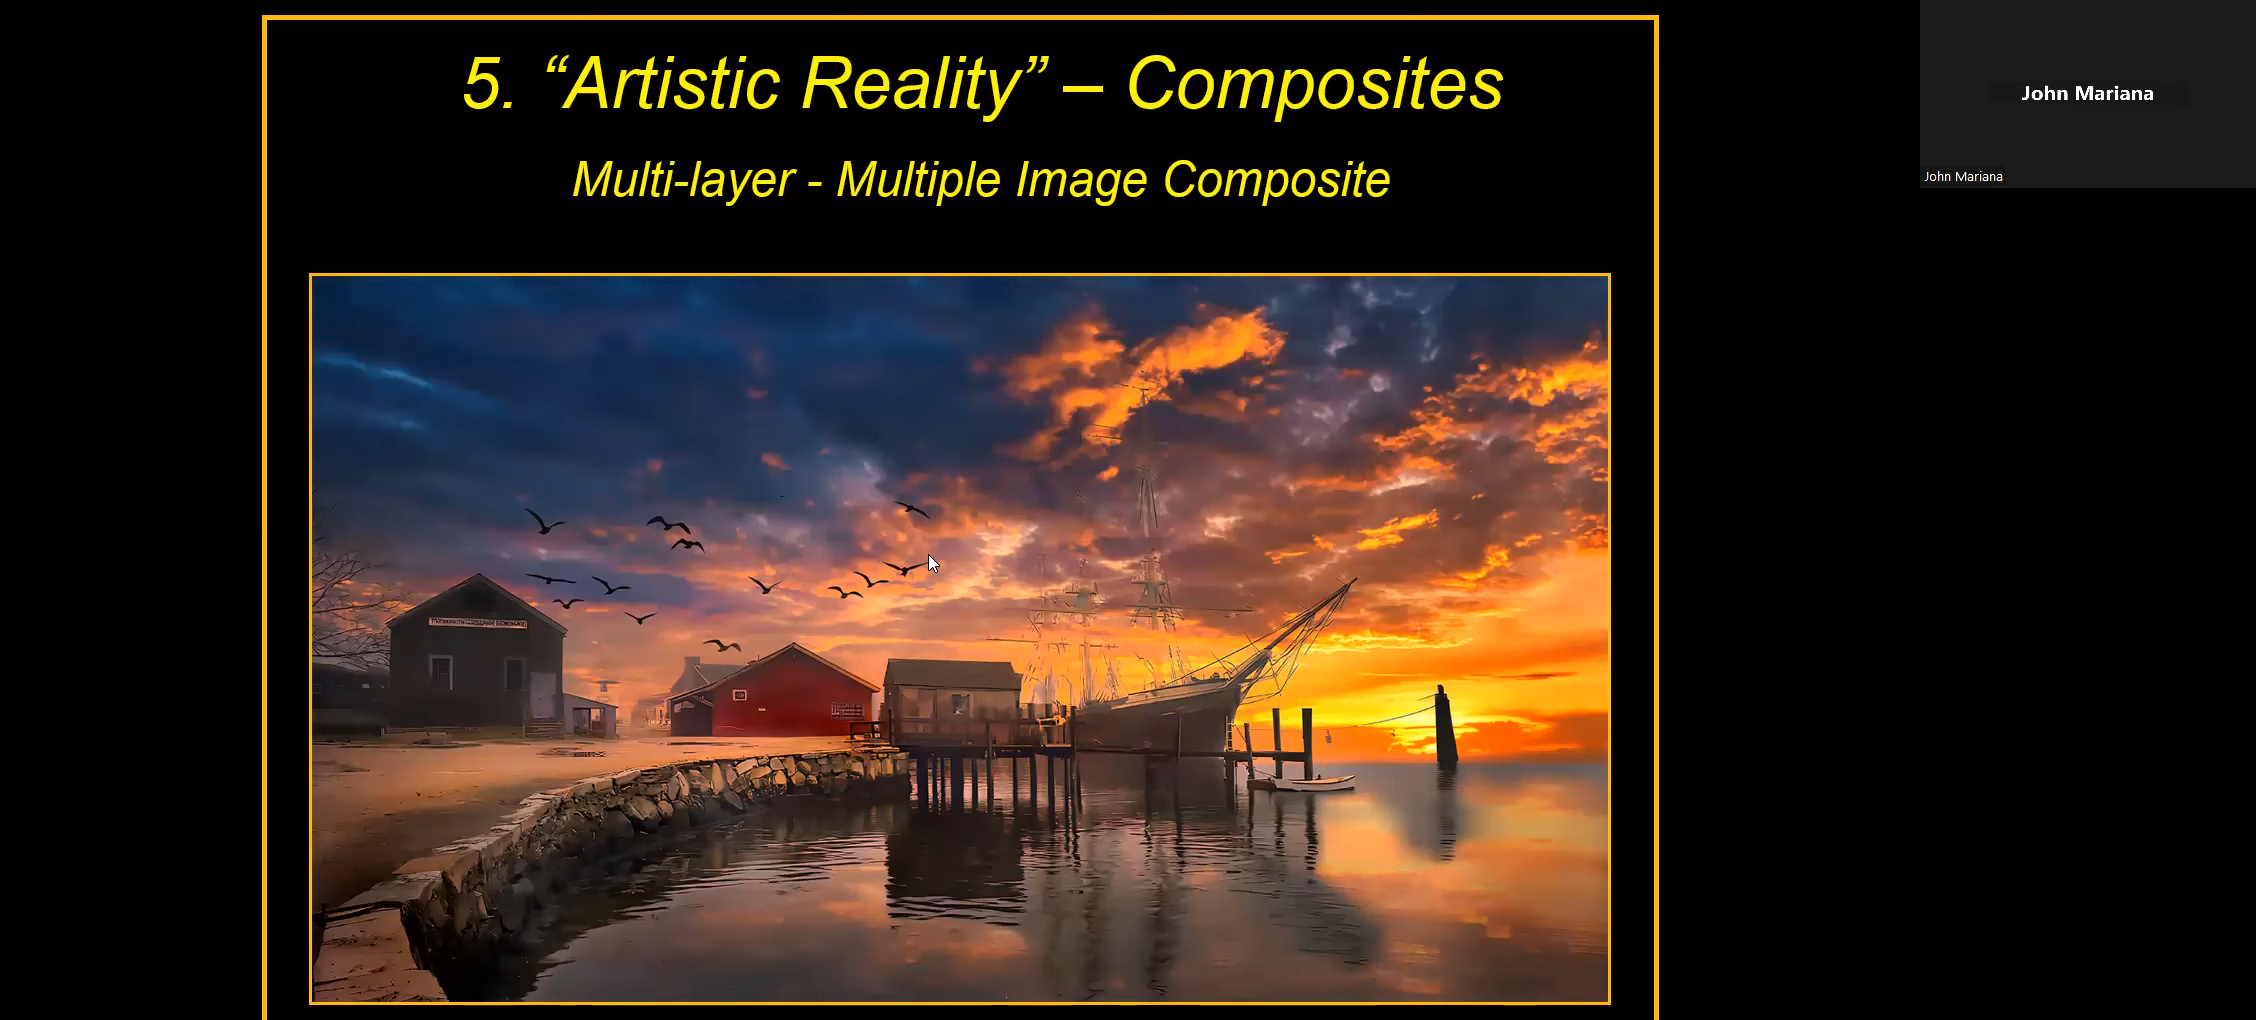 5. “Artistic Reality” – Composites
Multi-layer - Multiple Image Composite
John Mariana
John Mariana